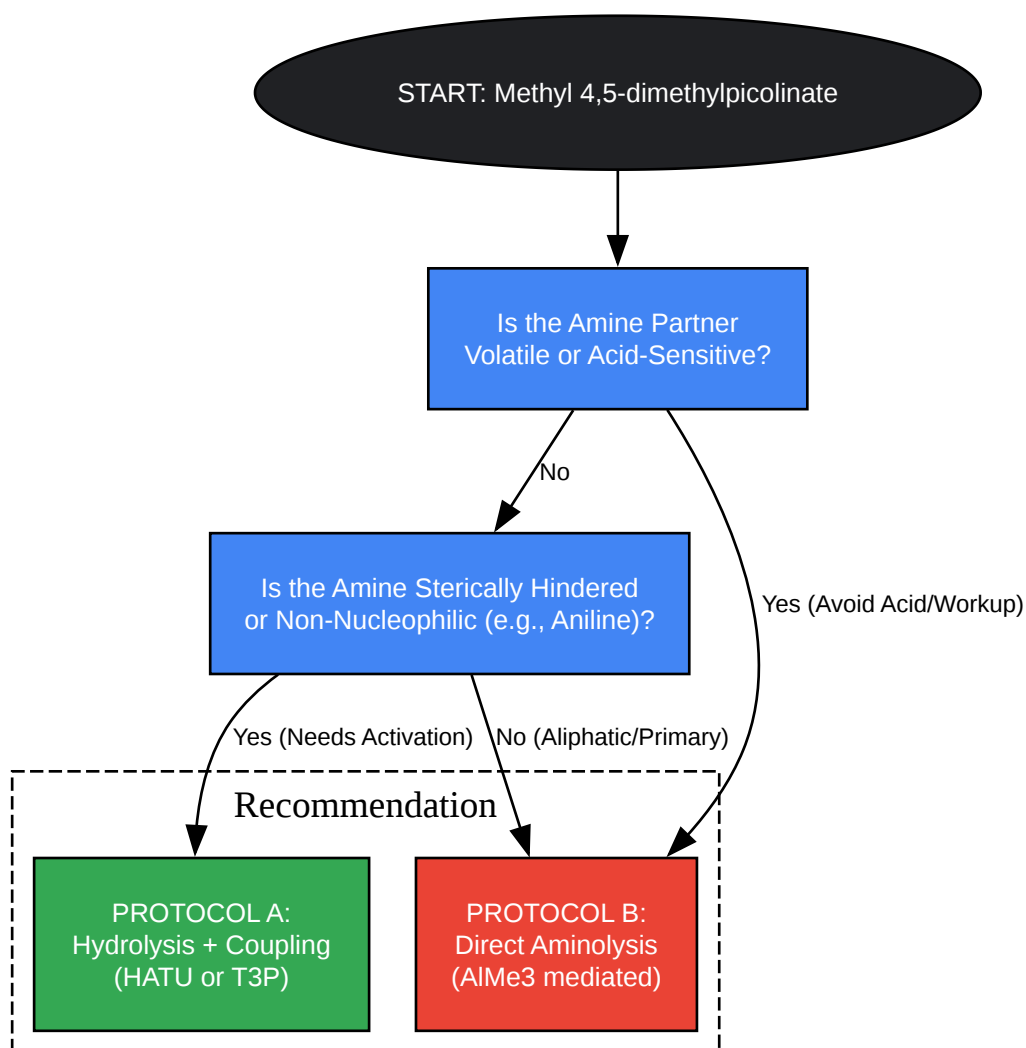 START: Methyl 4,5-dimethylpicolinate
Is the Amine Partner
Volatile or Acid-Sensitive?
No
Is the Amine Sterically Hindered
or Non-Nucleophilic (e.g., Aniline)?
Yes (Avoid Acid/Workup)
Yes (Needs Activation)
No (Aliphatic/Primary)
Recommendation
PROTOCOL A:
Hydrolysis + Coupling
(HATU or T3P)
PROTOCOL B:
Direct Aminolysis
(AlMe3 mediated)